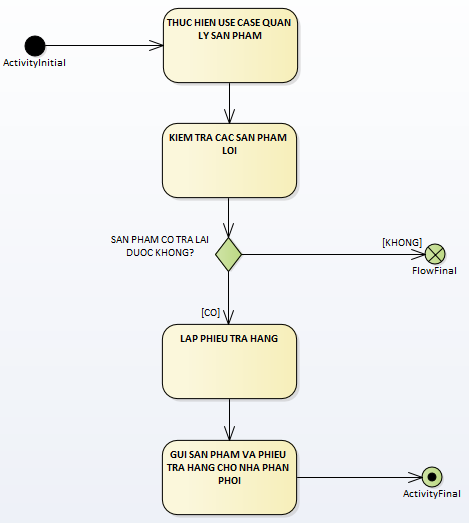 THUC HIEN USE CASE QUAN
LY SAN PHAM
ActivityInitial
KIEM TRA CAC SAN PHAM
LOI
SAN PHAM CO TRA LAI
DUOC KHONG?
[KHONG]
FlowFinal
[CO]
LAP PHIEU TRA HANG
GUI SAN PHAM VA PHIEU
TRA HANG CHO NHA PHAN
PHOI
ActivityFinal